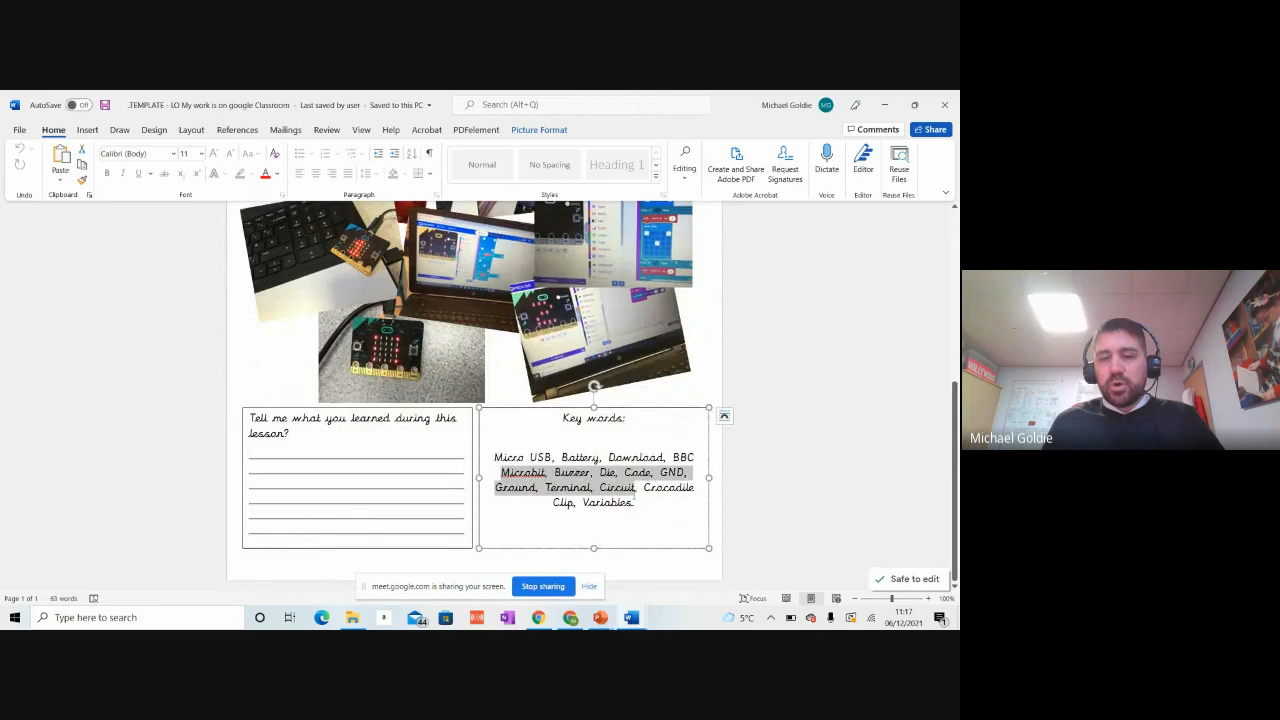 AutoSave Off .TEMPLATE - LO My work is on google Classroom - Last saved by user - Saved to this PC Search (Alt+Q) Michael Goldie MG
File Home Insert Draw Design Layout References Mailings Review View Help Acrobat PDFelement Picture Format Comments Share
Undo
Paste
Clipboard
Calibri (Body) 11
Font
Paragraph
Normal No Spacing Heading 1
Styles
Editing
Create and Share Adobe PDF
Request Signatures
Adobe Acrobat
Dictate
Voice
Editor
Editor
Reuse Files
Reuse Files
Tell me what you learned during this
lesson?
Key words:
Micro USB, Battery, Download, BBC
Microbit, Buzzer, Die, Code, GND,
Ground, Terminal, Circuit, Crocodile
Clip, Variables.
Michael Goldie
meet.google.com is sharing your screen. Stop sharing Hide
Safe to edit
Page 1 of 1 63 words Focus 100%
Type here to search 44 5°C 11:17
06/12/2021